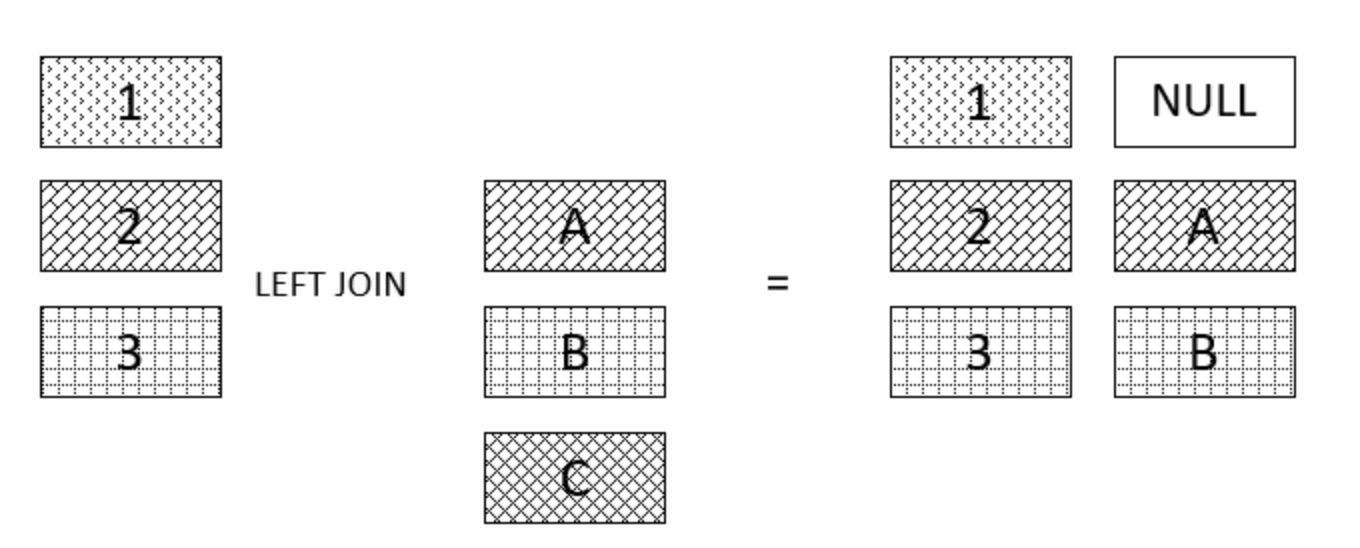 1
1 NULL
2 A
2 A
LEFT JOIN =
3 B
3 B
C